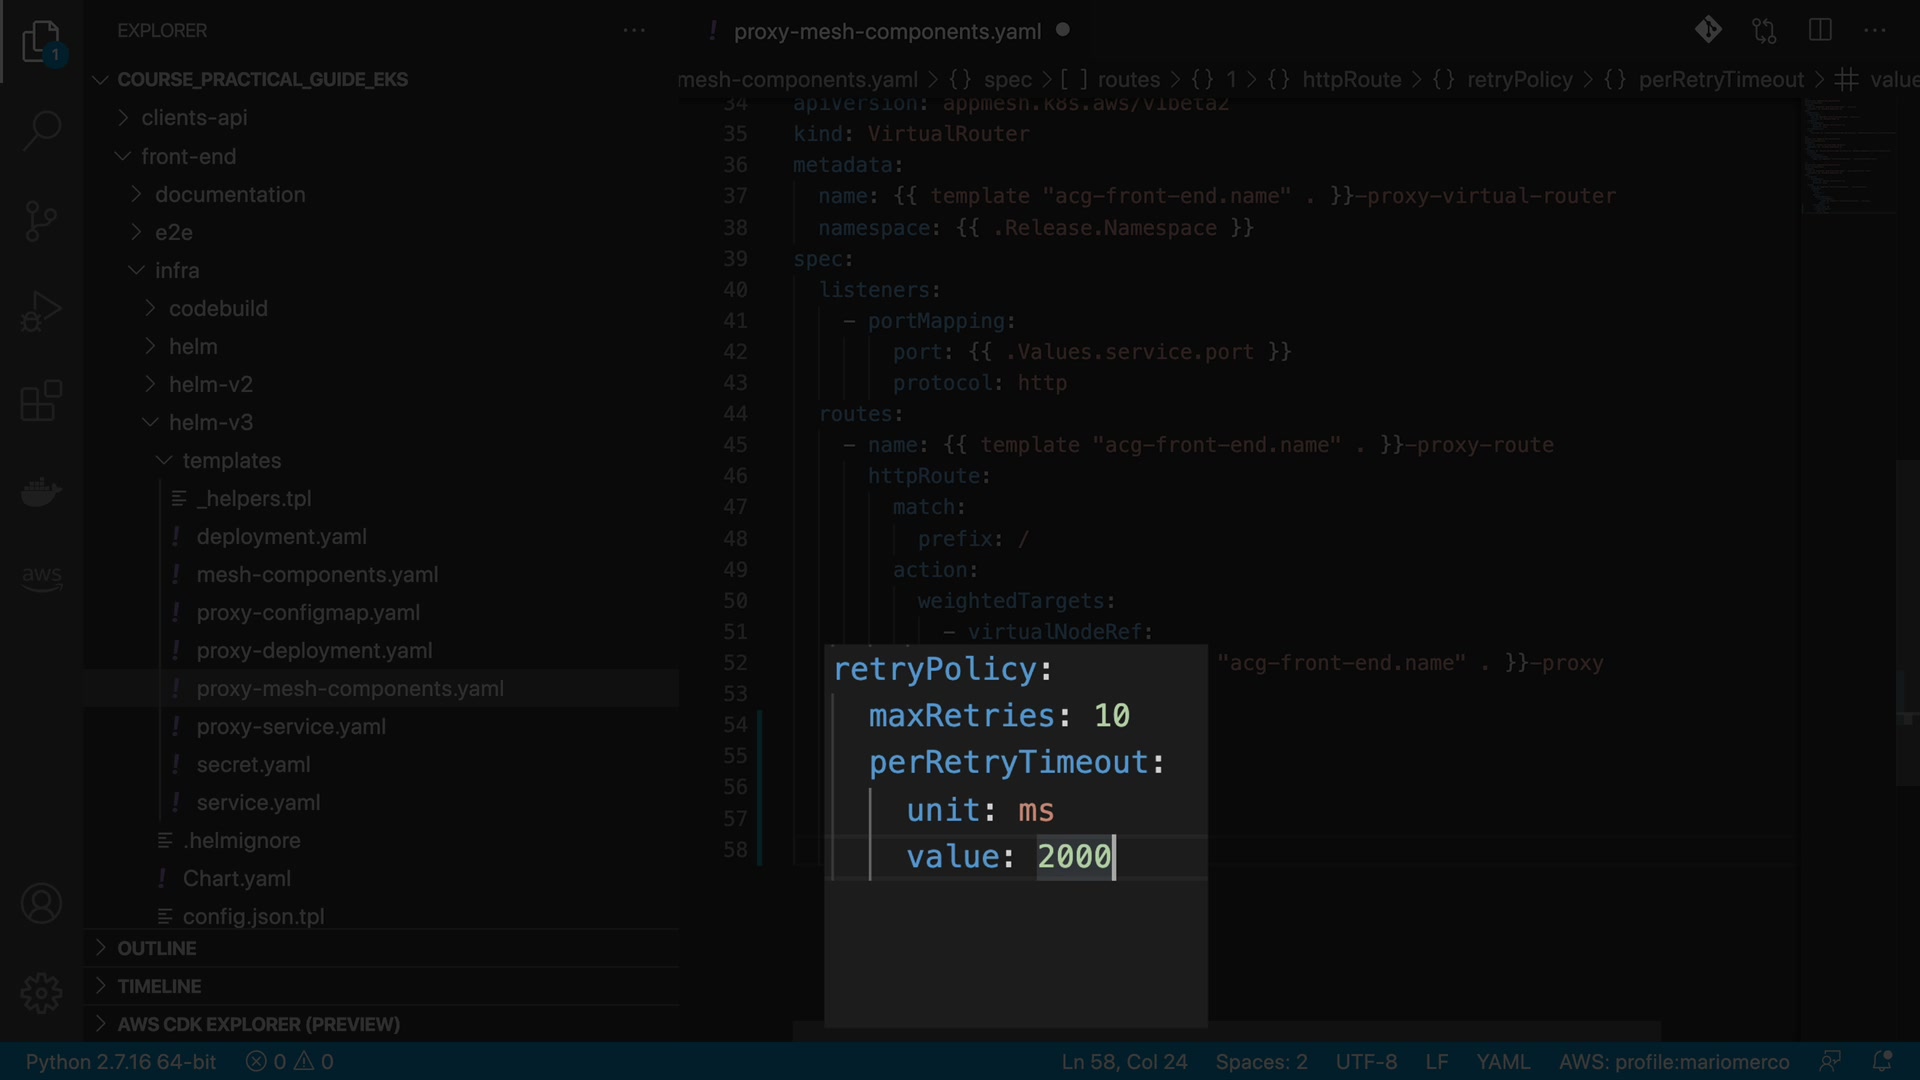 EXPLORER
proxy-mesh-components.yaml
1
COURSE_PRACTICAL_GUIDE_EKS
clients-api
front-end
documentation
e2e
infra
codebuild
helm
helm-v2
helm-v3
templates
_helpers.tpl
deployment.yaml
mesh-components.yaml
proxy-configmap.yaml
proxy-deployment.yaml
proxy-mesh-components.yaml
proxy-service.yaml
secret.yaml
service.yaml
.helmignore
Chart.yaml
config.json.tpl
OUTLINE
TIMELINE
AWS CDK EXPLORER (PREVIEW)
aws
mesh-components.yaml > {} spec > [ ] routes > {} 1 > {} httpRoute > {} retryPolicy > {} perRetryTimeout > # value
34 apiVersion: appmesh.k8s.aws/v1beta2
35 kind: VirtualRouter
36 metadata:
37 name: {{ template "acg-front-end.name" . }}-proxy-virtual-router
38 namespace: {{ .Release.Namespace }}
39 spec:
40 listeners:
41 - portMapping:
42 port: {{ .Values.service.port }}
43 protocol: http
44 routes:
45 - name: {{ template "acg-front-end.name" . }}-proxy-route
46 httpRoute:
47 match:
48 prefix: /
49 action:
50 weightedTargets:
51 - virtualNodeRef:
52 "acg-front-end.name" . }}-proxy
53
54
55
56
57
58
retryPolicy:
maxRetries: 10
perRetryTimeout:
unit: ms
value: 2000
Python 2.7.16 64-bit 0 0 Ln 58, Col 24 Spaces: 2 UTF-8 LF YAML AWS: profile:mariomerco